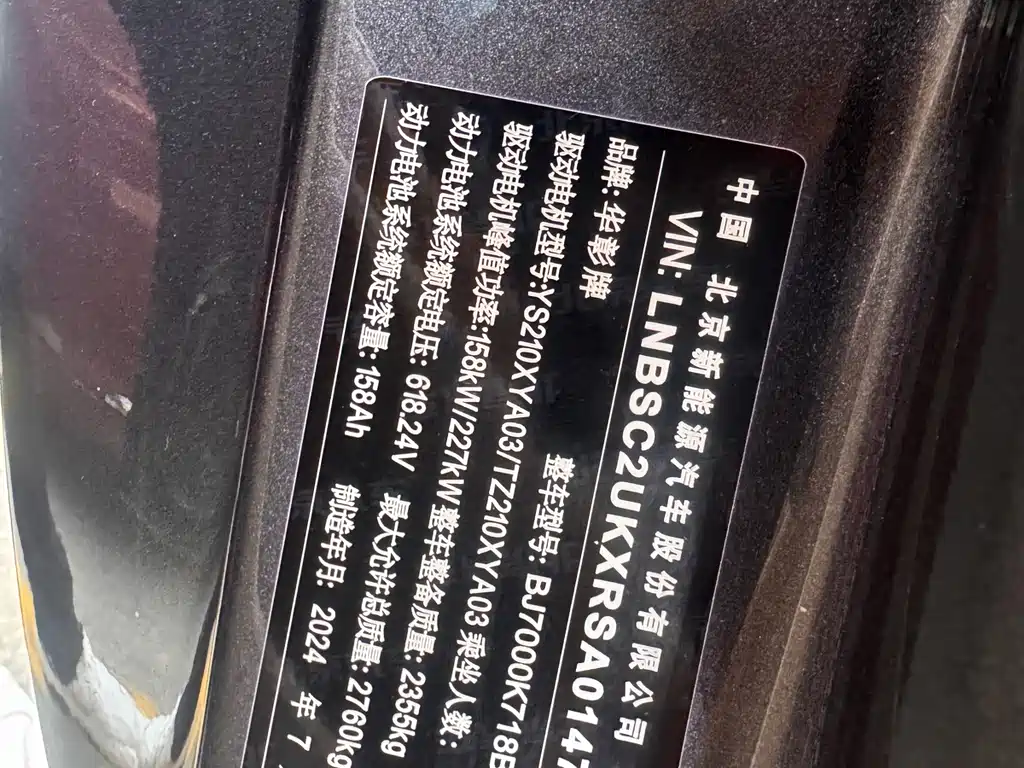 中国 北京新能源汽车股份有限公司
VIN: LNBSC2UKXRSA0147
品牌: 华影牌 整车型号: BJ7000K718B
驱动电机型号:YS210XYA03/TZ210XYA03 乘坐人数:
驱动电机峰值功率:158kW/227kW 整车整备质量: 2355kg
动力电池系统额定电压: 618.24V 最大允许总质量: 2760kg
动力电池系统额定容量: 158Ah 制造年月: 2024 年 7